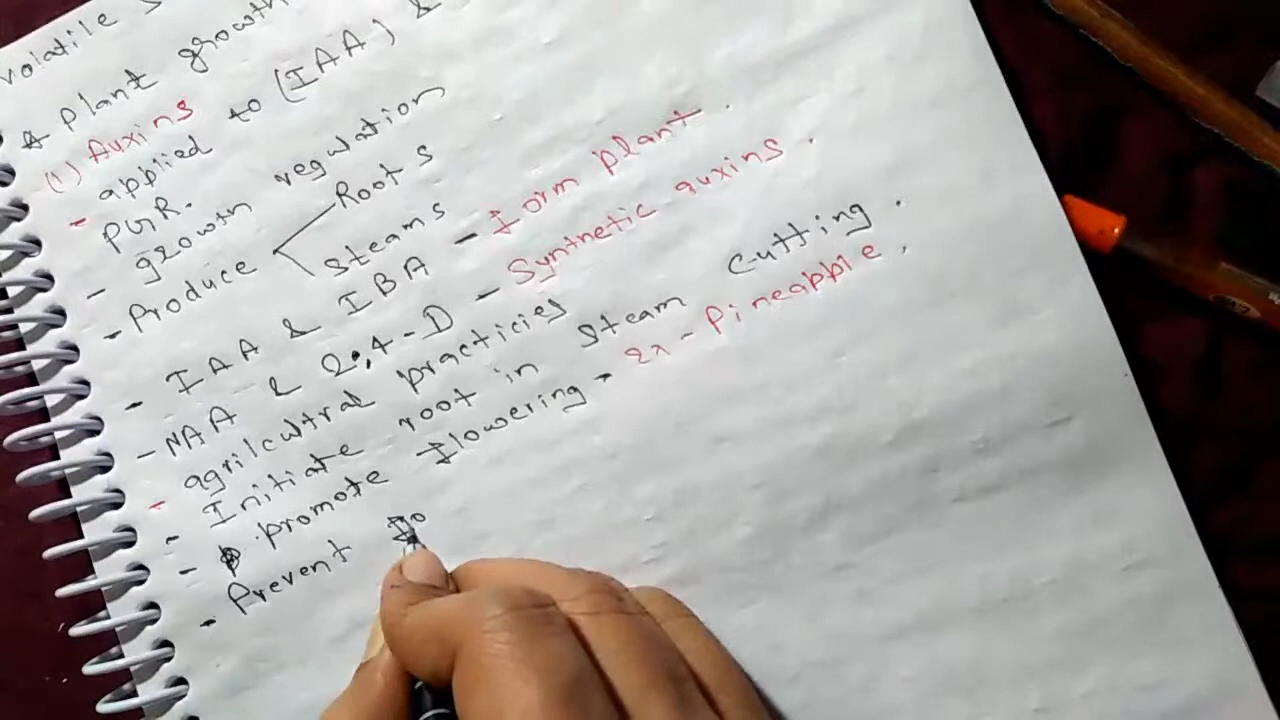 volatile
* Plant growth
(1) Auxins
- applied to (IAA) &
PGR.
- growth regulation
- Produce Roots
Steams
- IAA & IBA - Form plant.
- NAA & 2,4-D - Synthetic auxins.
- agrilcultral practicies
- Initiate root in steam cutting.
- promote flowering - ex - Pineapple.
- Prevent